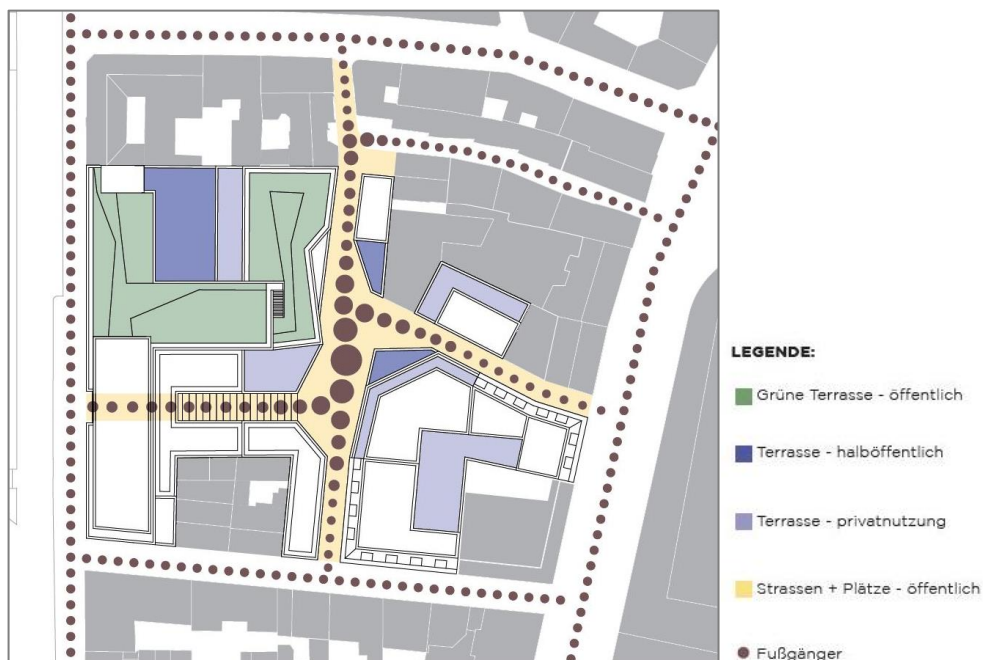 LEGENDE:
Grüne Terrasse - öffentlich
Terrasse - halböffentlich
Terrasse - privatnutzung
Strassen + Plätze - öffentlich
Fußgänger